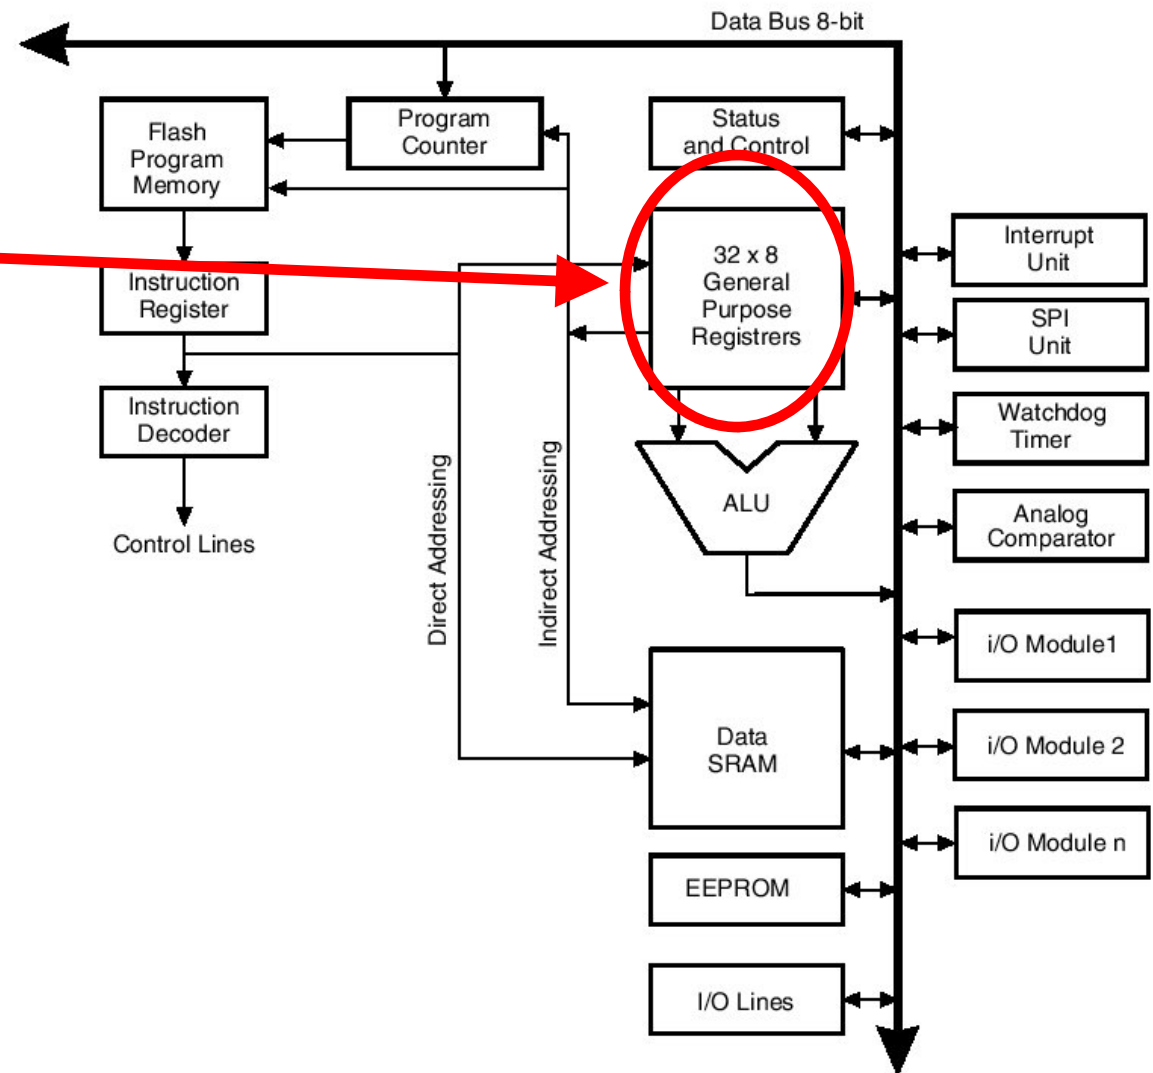 Data Bus 8-bit
Flash
Program
Memory
Program
Counter
Status
and Control
32 x 8
General
Purpose
Registrers
Interrupt
Unit
Instruction
Register
SPI
Unit
Instruction
Decoder
Watchdog
Timer
ALU
Analog
Comparator
Control Lines
Direct Addressing
Indirect Addressing
i/O Module1
Data
SRAM
i/O Module 2
i/O Module n
EEPROM
I/O Lines